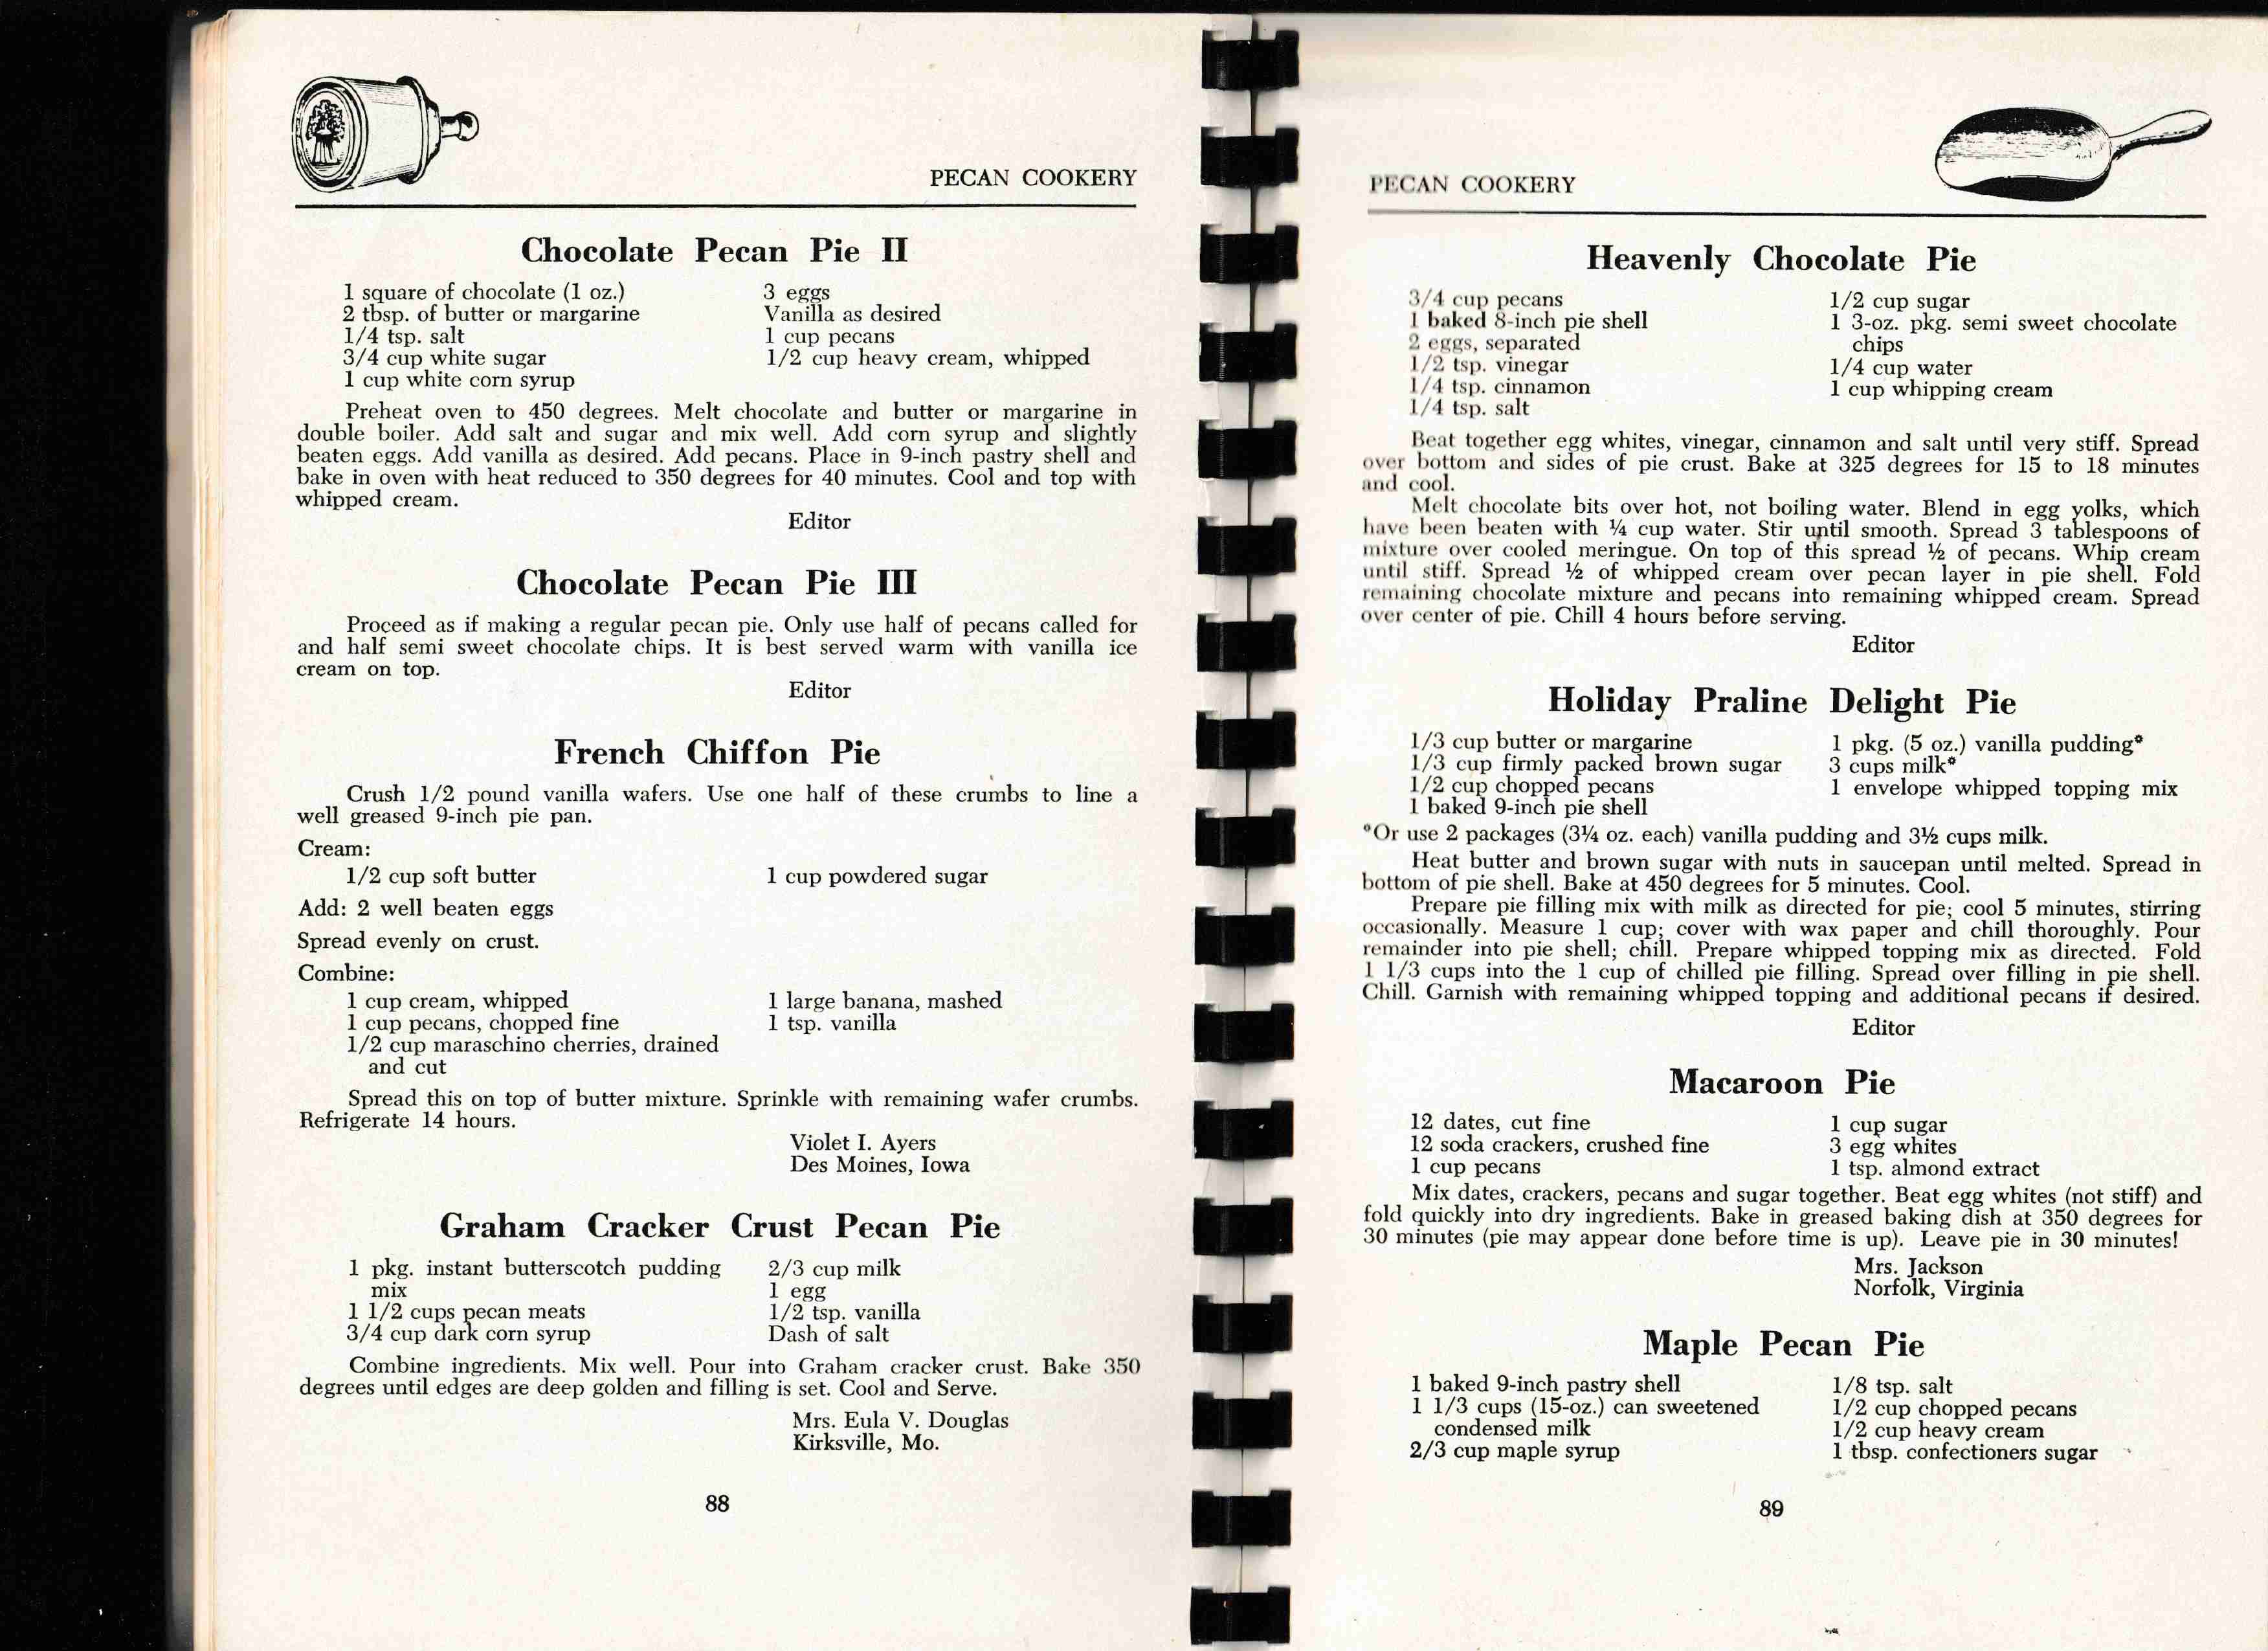 PECAN COOKERY
Chocolate Pecan Pie II
1 square of chocolate (1 oz.)
2 tbsp. of butter or margarine
1/4 tsp. salt
3/4 cup white sugar
1 cup white corn syrup
3 eggs
Vanilla as desired
1 cup pecans
1/2 cup heavy cream, whipped
Preheat oven to 450 degrees. Melt chocolate and butter or margarine in
double boiler. Add salt and sugar and mix well. Add corn syrup and slightly
beaten eggs. Add vanilla as desired. Add pecans. Place in 9-inch pastry shell and
bake in oven with heat reduced to 350 degrees for 40 minutes. Cool and top with
whipped cream.
Editor
Chocolate Pecan Pie III
Proceed as if making a regular pecan pie. Only use half of pecans called for
and half semi sweet chocolate chips. It is best served warm with vanilla ice
cream on top.
Editor
French Chiffon Pie
Crush 1/2 pound vanilla wafers. Use one half of these crumbs to line a
well greased 9-inch pie pan.
Cream:
1/2 cup soft butter
1 cup powdered sugar
Add: 2 well beaten eggs
Spread evenly on crust.
Combine:
1 cup cream, whipped
1 cup pecans, chopped fine
1/2 cup maraschino cherries, drained
and cut
1 large banana, mashed
1 tsp. vanilla
Spread this on top of butter mixture. Sprinkle with remaining wafer crumbs.
Refrigerate 14 hours.
Violet I. Ayers
Des Moines, Iowa
Graham Cracker Crust Pecan Pie
1 pkg. instant butterscotch pudding
mix
1 1/2 cups pecan meats
3/4 cup dark corn syrup
2/3 cup milk
1 egg
1/2 tsp. vanilla
Dash of salt
Combine ingredients. Mix well. Pour into Graham cracker crust. Bake 350
degrees until edges are deep golden and filling is set. Cool and Serve.
Mrs. Eula V. Douglas
Kirksville, Mo.
88
PECAN COOKERY
Heavenly Chocolate Pie
3/4 cup pecans
1 baked 8-inch pie shell
2 eggs, separated
1/2 tsp. vinegar
1/4 tsp. cinnamon
1/4 tsp. salt
1/2 cup sugar
1 3-oz. pkg. semi sweet chocolate
chips
1/4 cup water
1 cup whipping cream
Beat together egg whites, vinegar, cinnamon and salt until very stiff. Spread
over bottom and sides of pie crust. Bake at 325 degrees for 15 to 18 minutes
and cool.
Melt chocolate bits over hot, not boiling water. Blend in egg yolks, which
have been beaten with ¼ cup water. Stir until smooth. Spread 3 tablespoons of
mixture over cooled meringue. On top of this spread ½ of pecans. Whip cream
until stiff. Spread ½ of whipped cream over pecan layer in pie shell. Fold
remaining chocolate mixture and pecans into remaining whipped cream. Spread
over center of pie. Chill 4 hours before serving.
Editor
Holiday Praline Delight Pie
1/3 cup butter or margarine
1/3 cup firmly packed brown sugar
1/2 cup chopped pecans
1 baked 9-inch pie shell
1 pkg. (5 oz.) vanilla pudding*
3 cups milk*
1 envelope whipped topping mix
*Or use 2 packages (3¼ oz. each) vanilla pudding and 3½ cups milk.
Heat butter and brown sugar with nuts in saucepan until melted. Spread in
bottom of pie shell. Bake at 450 degrees for 5 minutes. Cool.
Prepare pie filling mix with milk as directed for pie; cool 5 minutes, stirring
occasionally. Measure 1 cup; cover with wax paper and chill thoroughly. Pour
remainder into pie shell; chill. Prepare whipped topping mix as directed. Fold
1 1/3 cups into the 1 cup of chilled pie filling. Spread over filling in pie shell.
Chill. Garnish with remaining whipped topping and additional pecans if desired.
Editor
Macaroon Pie
12 dates, cut fine
12 soda crackers, crushed fine
1 cup pecans
1 cup sugar
3 egg whites
1 tsp. almond extract
Mix dates, crackers, pecans and sugar together. Beat egg whites (not stiff) and
fold quickly into dry ingredients. Bake in greased baking dish at 350 degrees for
30 minutes (pie may appear done before time is up). Leave pie in 30 minutes!
Mrs. Jackson
Norfolk, Virginia
Maple Pecan Pie
1 baked 9-inch pastry shell
1 1/3 cups (15-oz.) can sweetened
condensed milk
2/3 cup maple syrup
1/8 tsp. salt
1/2 cup chopped pecans
1/2 cup heavy cream
1 tbsp. confectioners sugar
89